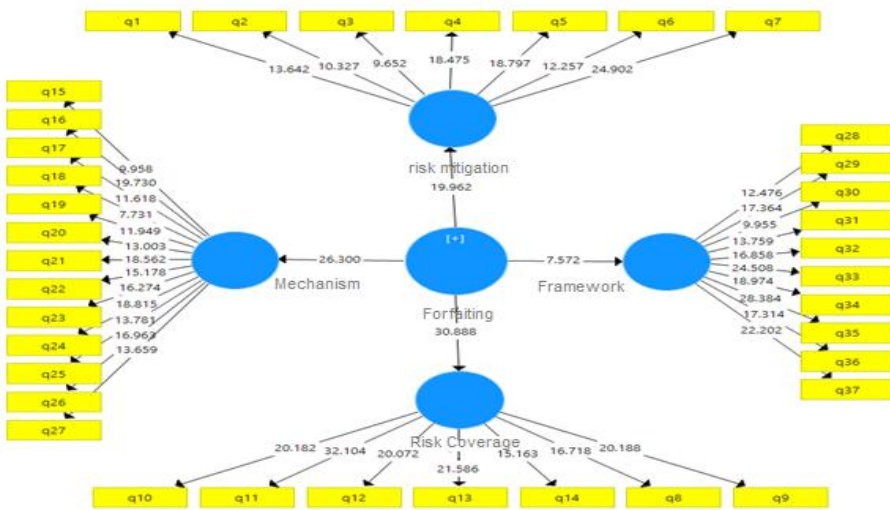 q1 q2 q3 q4 q5 q6 q7
13.642 10.327 9.652 18.475 18.797 12.257 24.902
risk mitigation
19.962
q15
q16
q17
q18
q19
q20
q21
q22
q23
q24
q25
q26
q27
9.958
19.730
11.618
7.731
11.949
13.003
18.562
15.178
16.274
18.815
13.781
16.963
13.659
Mechanism
26.300
[+]
Forfaiting
7.572
Framework
12.476
17.364
9.955
13.759
16.858
24.508
18.974
28.384
17.314
22.202
q28
q29
q30
q31
q32
q33
q34
q35
q36
q37
30.888
Risk Coverage
20.182 32.104 20.072 21.586 15.163 16.718 20.188
q10 q11 q12 q13 q14 q8 q9